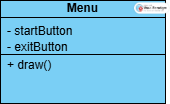 Menu
- startButton
- exitButton
+ draw()